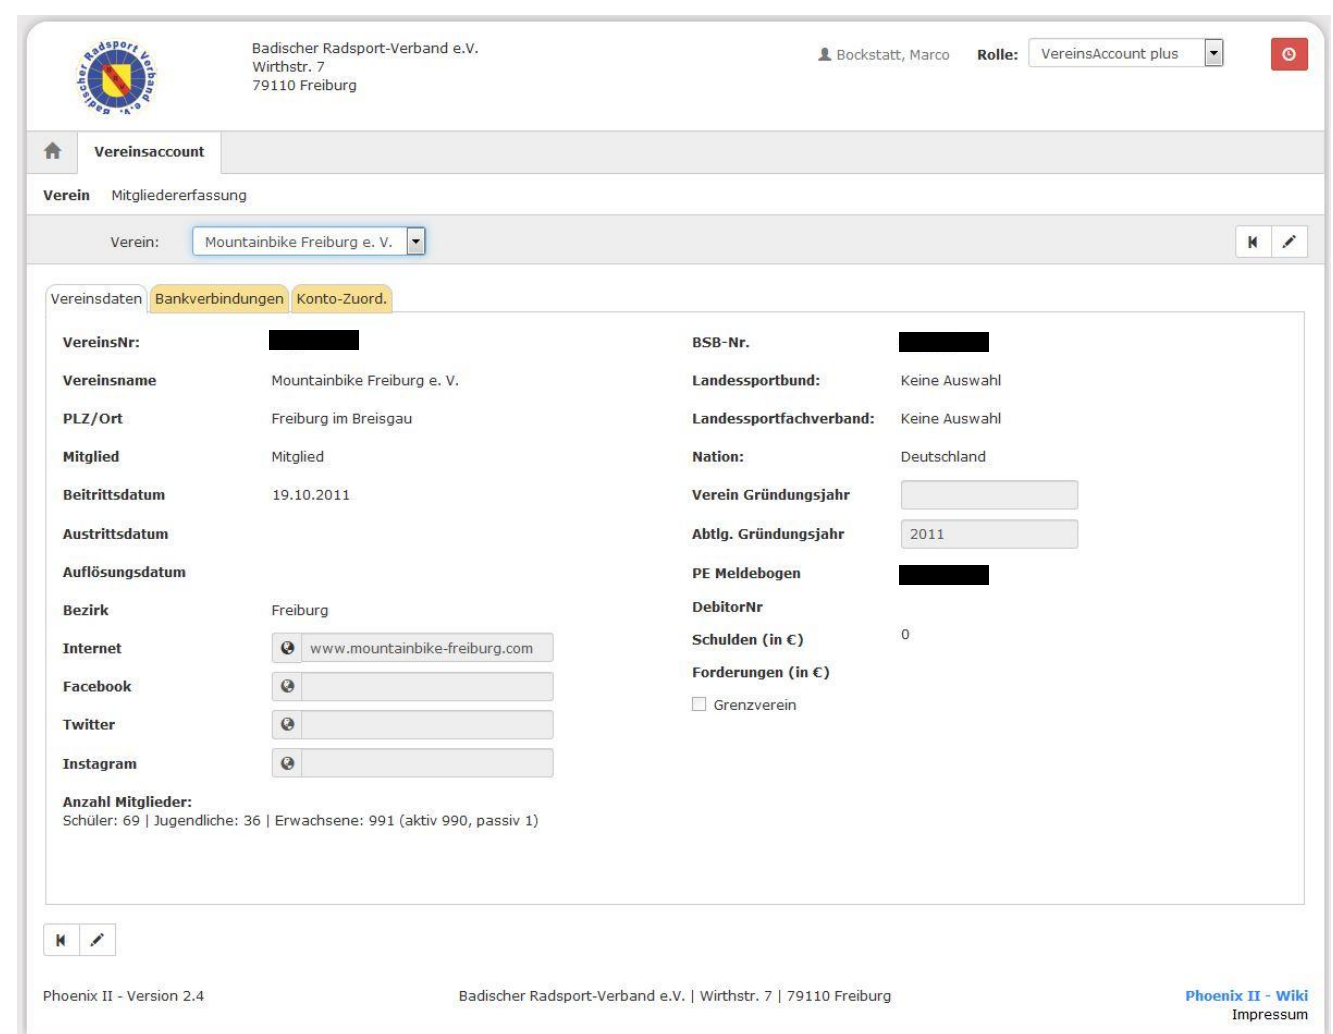 Badischer Radsport-Verband e.V.
Wirthstr. 7
79110 Freiburg
Bockstatt, Marco Rolle: VereinsAccount plus
Badischer Radsport Verband e.V.
Vereinsaccount
Verein Mitgliedererfassung
Verein: Mountainbike Freiburg e. V.
Vereinsdaten Bankverbindungen Konto-Zuord.
VereinsNr:
Vereinsname Mountainbike Freiburg e. V.
PLZ/Ort Freiburg im Breisgau
Mitglied Mitglied
Beitrittsdatum 19.10.2011
Austrittsdatum
Auflösungsdatum
Bezirk Freiburg
Internet www.mountainbike-freiburg.com
Facebook
Twitter
Instagram
Anzahl Mitglieder:
Schüler: 69 | Jugendliche: 36 | Erwachsene: 991 (aktiv 990, passiv 1)
BSB-Nr.
Landessportbund: Keine Auswahl
Landessportfachverband: Keine Auswahl
Nation: Deutschland
Verein Gründungsjahr
Abtlg. Gründungsjahr 2011
PE Meldebogen
DebitorNr
Schulden (in €) 0
Forderungen (in €)
Grenzverein
Phoenix II - Version 2.4
Badischer Radsport-Verband e.V. | Wirthstr. 7 | 79110 Freiburg
Phoenix II - Wiki
Impressum